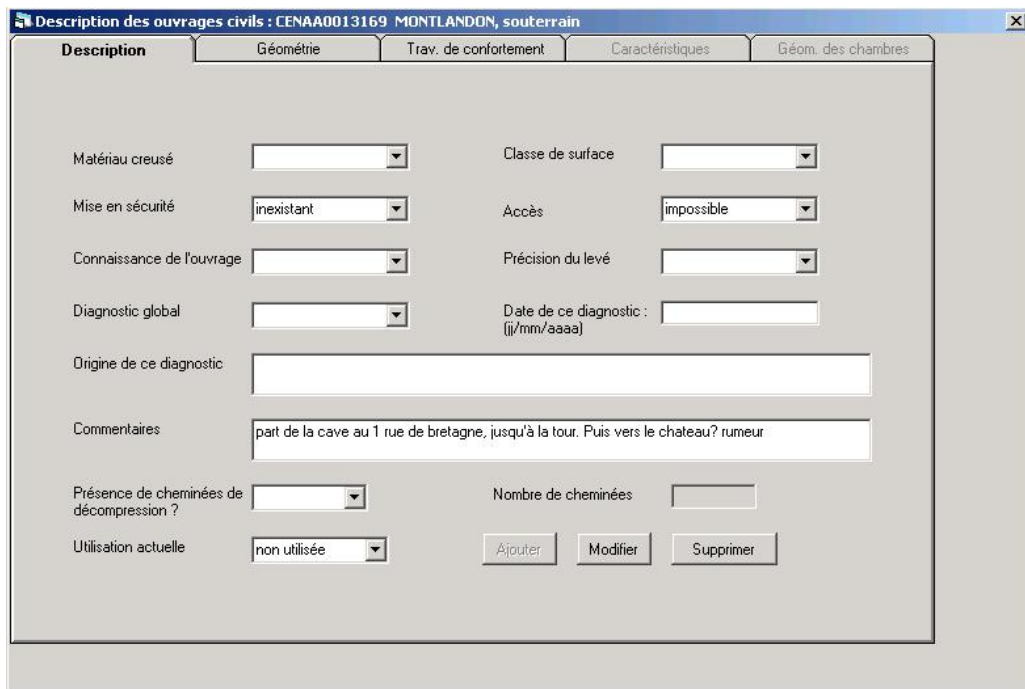 Description des ouvrages civils : CENAA0013169 MONTLANDON, souterrain
Description Géométrie Trav. de confortement Caractéristiques Géom. des chambres
Matériau creusé Classe de surface
Mise en sécurité inexistant Accès impossible
Connaissance de l'ouvrage Précision du levé
Diagnostic global Date de ce diagnostic :
(jj/mm/aaaa)
Origine de ce diagnostic
Commentaires part de la cave au 1 rue de bretagne, jusqu'à la tour. Puis vers le chateau? rumeur
Présence de cheminées de Nombre de cheminées
décompression ?
Utilisation actuelle non utilisée Ajouter Modifier Supprimer